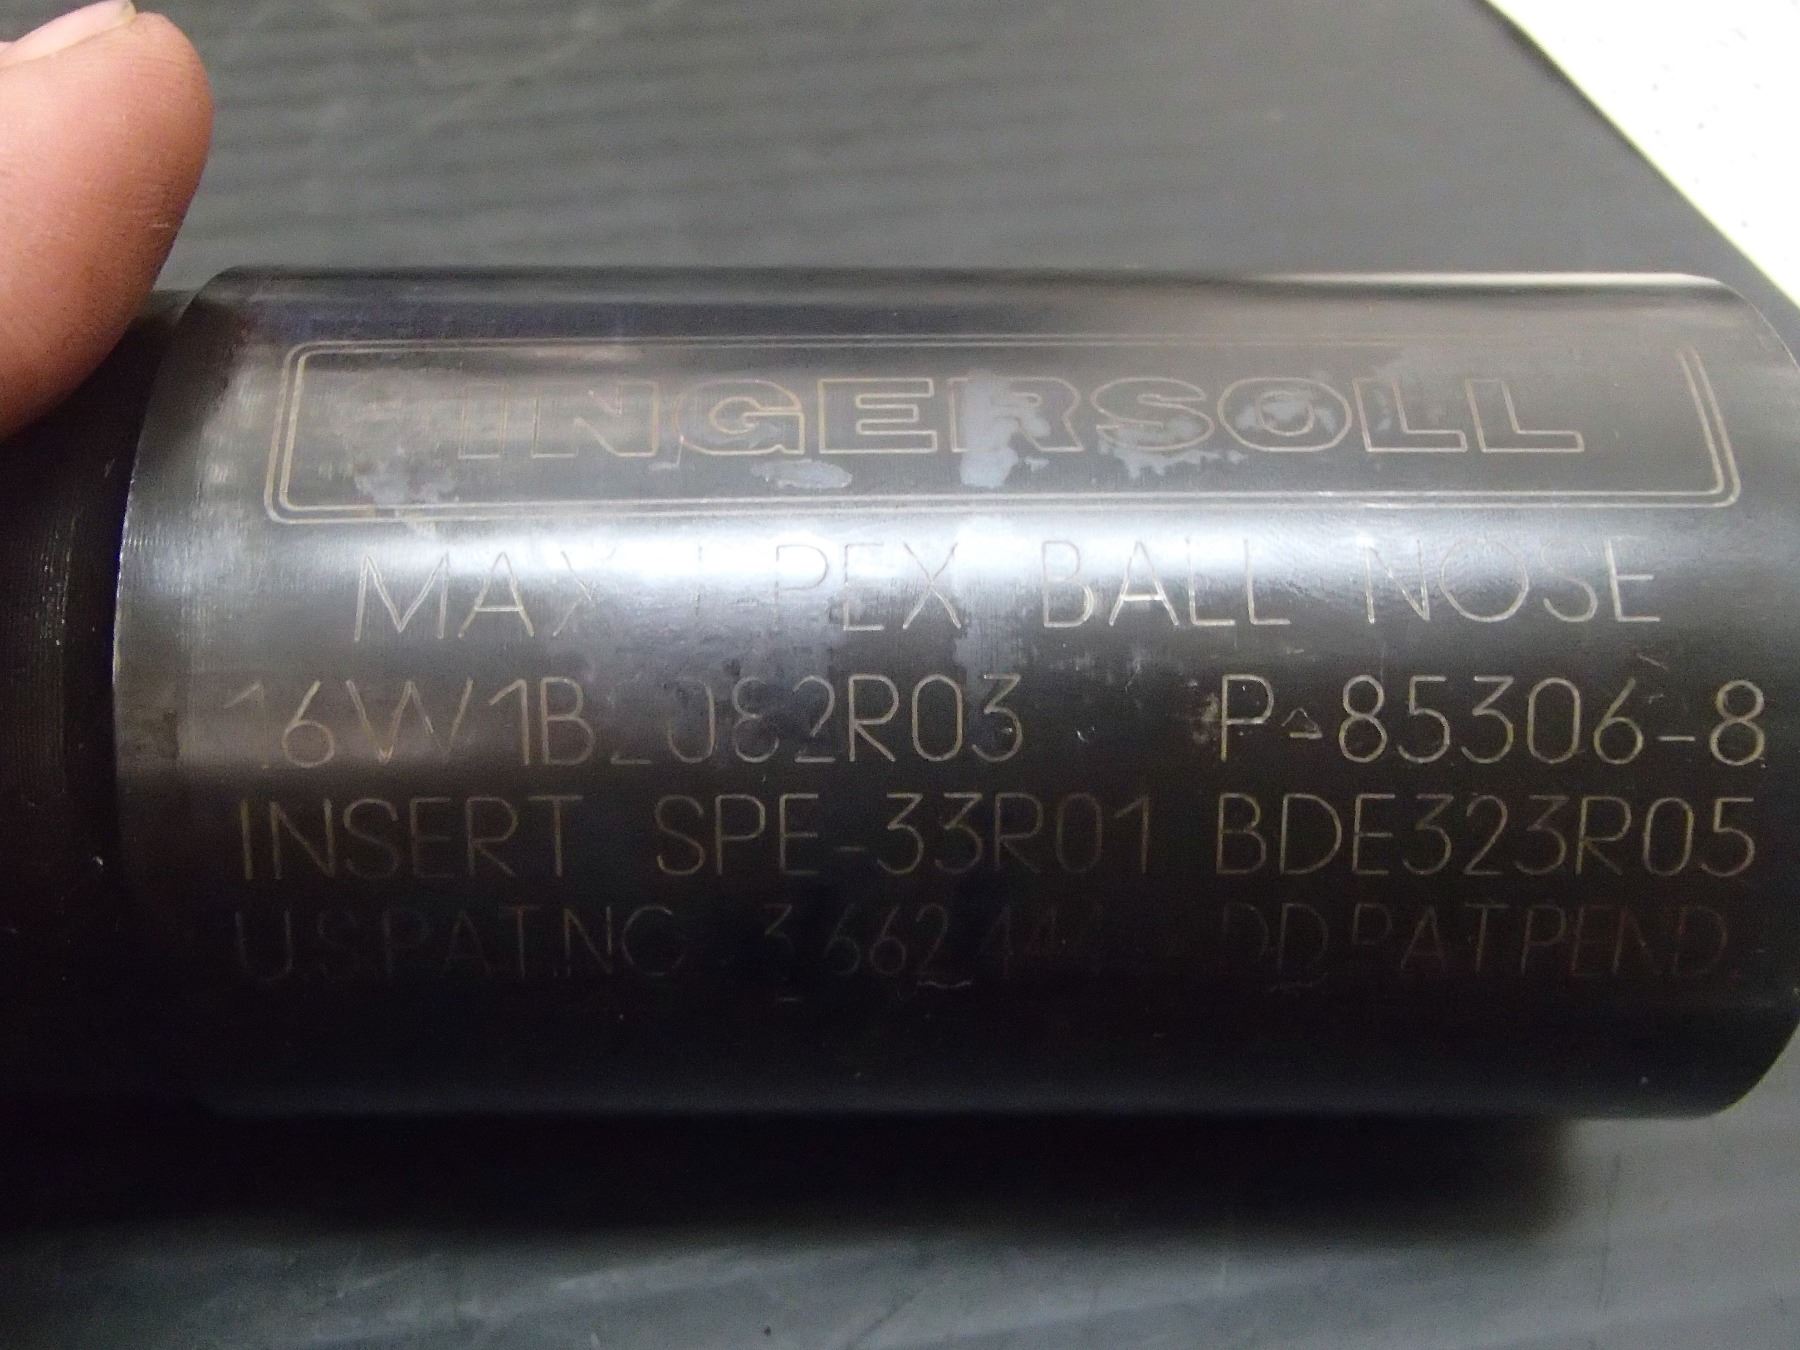 INGERSOLL
MAX-I-PEX BALL NOSE
16W1B2082R03 P-85306-8
INSERT SPE-33R01 BDE323R05
U.S.PAT.NO. 3,662,444 PAT.PEND.